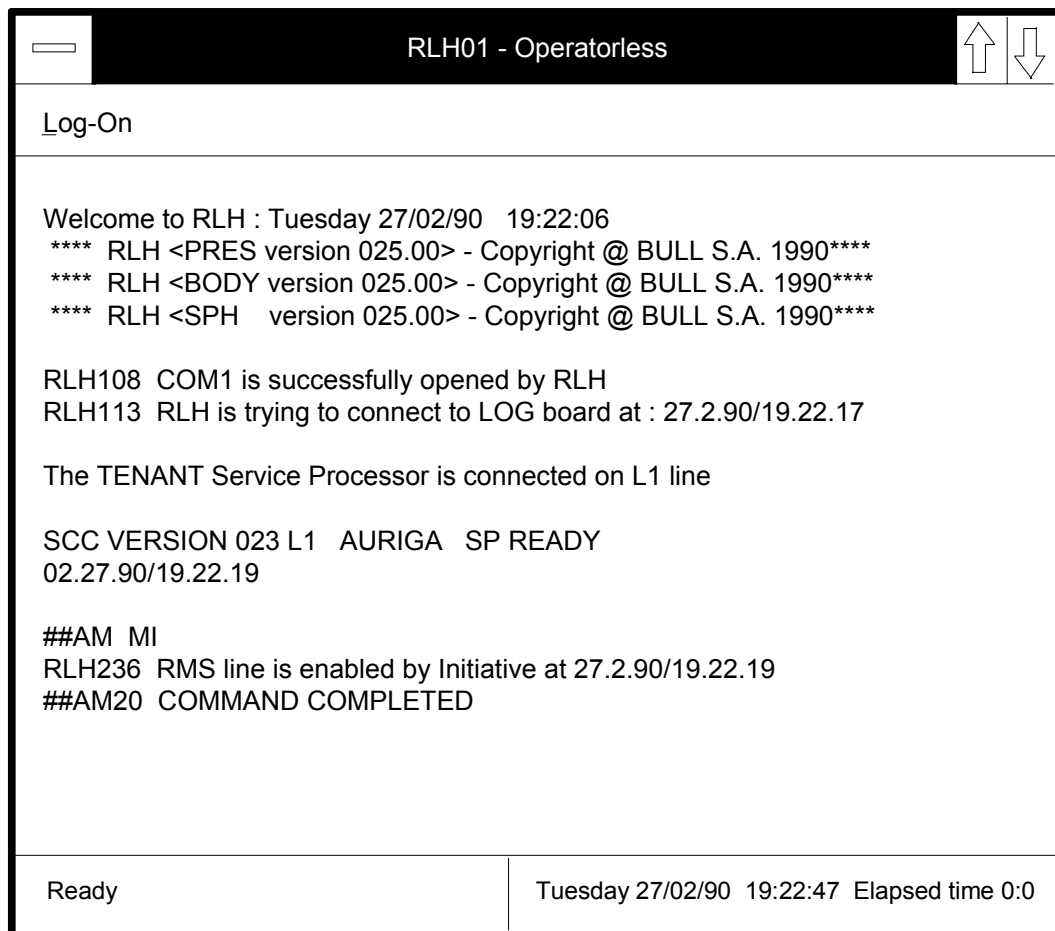 RLH01 - Operatorless
Log-On
Welcome to RLH : Tuesday 27/02/90 19:22:06
**** RLH <PRES version 025.00> - Copyright @ BULL S.A. 1990****
**** RLH <BODY version 025.00> - Copyright @ BULL S.A. 1990****
**** RLH <SPH version 025.00> - Copyright @ BULL S.A. 1990****
RLH108 COM1 is successfully opened by RLH
RLH113 RLH is trying to connect to LOG board at : 27.2.90/19.22.17
The TENANT Service Processor is connected on L1 line
SCC VERSION 023 L1 AURIGA SP READY
02.27.90/19.22.19
##AM MI
RLH236 RMS line is enabled by Initiative at 27.2.90/19.22.19
##AM20 COMMAND COMPLETED
Ready
Tuesday 27/02/90 19:22:47 Elapsed time 0:0